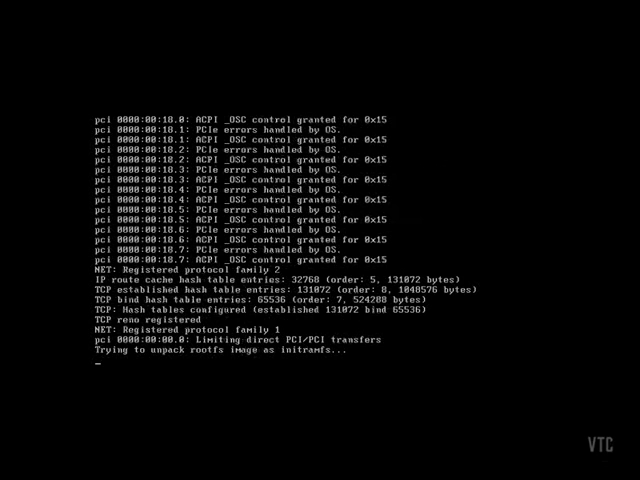 pci 0000:00:18.0: ACPI _OSC control granted for 0x15
pci 0000:00:18.1: PCIe errors handled by OS.
pci 0000:00:18.1: ACPI _OSC control granted for 0x15
pci 0000:00:18.2: PCIe errors handled by OS.
pci 0000:00:18.2: ACPI _OSC control granted for 0x15
pci 0000:00:18.3: PCIe errors handled by OS.
pci 0000:00:18.3: ACPI _OSC control granted for 0x15
pci 0000:00:18.4: PCIe errors handled by OS.
pci 0000:00:18.4: ACPI _OSC control granted for 0x15
pci 0000:00:18.5: PCIe errors handled by OS.
pci 0000:00:18.5: ACPI _OSC control granted for 0x15
pci 0000:00:18.6: PCIe errors handled by OS.
pci 0000:00:18.6: ACPI _OSC control granted for 0x15
pci 0000:00:18.7: PCIe errors handled by OS.
pci 0000:00:18.7: ACPI _OSC control granted for 0x15
NET: Registered protocol family 2
IP route cache hash table entries: 32768 (order: 5, 131072 bytes)
TCP established hash table entries: 131072 (order: 8, 1048576 bytes)
TCP bind hash table entries: 65536 (order: 7, 524288 bytes)
TCP: Hash tables configured (established 131072 bind 65536)
TCP reno registered
NET: Registered protocol family 1
pci 0000:00:00.0: Limiting direct PCI/PCI transfers
Trying to unpack rootfs image as initramfs...
_
VTC